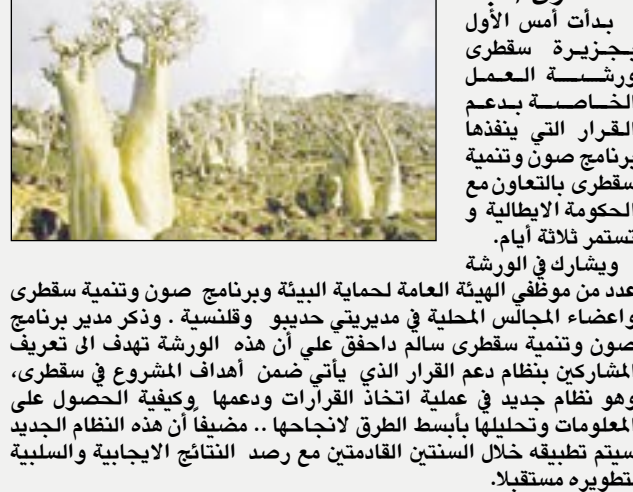 بدأت أمس الأول
بجزيرة سقطرى
ورشة العمل
الخاصة بدعم
القرار التي ينفذها
برنامج صون وتنمية
سقطرى بالتعاون مع
الحكومة الايطالية و
تستمر ثلاثة أيام.
ويشارك في الورشة
عدد من موظفي الهيئة العامة لحماية البيئة وبرنامج صون وتنمية سقطرى
واعضاء المجالس المحلية في مديريتي حديبو وقلنسية . وذكر مدير برنامج
صون وتنمية سقطرى سالم داحفق علي أن هذه الورشة تهدف الى تعريف
المشاركين بنظام دعم القرار الذي يأتي ضمن أهداف المشروع في سقطرى،
وهو نظام جديد في عملية اتخاذ القرارات ودعمها وكيفية الحصول على
المعلومات وتحليلها بأبسط الطرق لانجاحها .. مضيفاً أن هذه النظام الجديد
سيتم تطبيقه خلال السنتين القادمتين مع رصد النتائج الايجابية والسلبية
لتطويره مستقبلا.